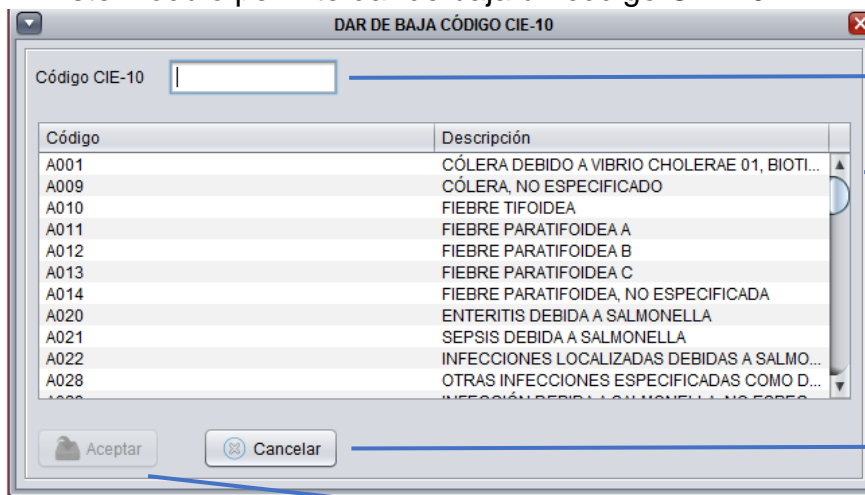 DAR DE BAJA CÓDIGO CIE-10
Código CIE-10
Código Descripción
A001 CÓLERA DEBIDO A VIBRIO CHOLERAE 01, BIOTI...
A009 CÓLERA, NO ESPECIFICADO
A010 FIEBRE TIFOIDEA
A011 FIEBRE PARATIFOIDEA A
A012 FIEBRE PARATIFOIDEA B
A013 FIEBRE PARATIFOIDEA C
A014 FIEBRE PARATIFOIDEA, NO ESPECIFICADA
A020 ENTERITIS DEBIDA A SALMONELLA
A021 SEPSIS DEBIDA A SALMONELLA
A022 INFECCIONES LOCALIZADAS DEBIDAS A SALMO...
A028 OTRAS INFECCIONES ESPECIFICADAS COMO D...
Aceptar Cancelar